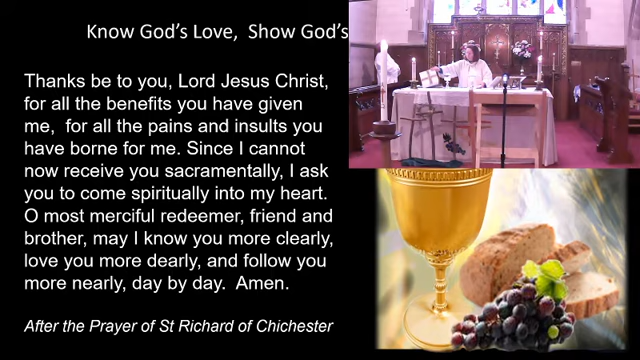 Know God's Love, Show God's
Thanks be to you, Lord Jesus Christ,
for all the benefits you have given
me, for all the pains and insults you
have borne for me. Since I cannot
now receive you sacramentally, I ask
you to come spiritually into my heart.
O most merciful redeemer, friend and
brother, may I know you more clearly,
love you more dearly, and follow you
more nearly, day by day. Amen.
After the Prayer of St Richard of Chichester